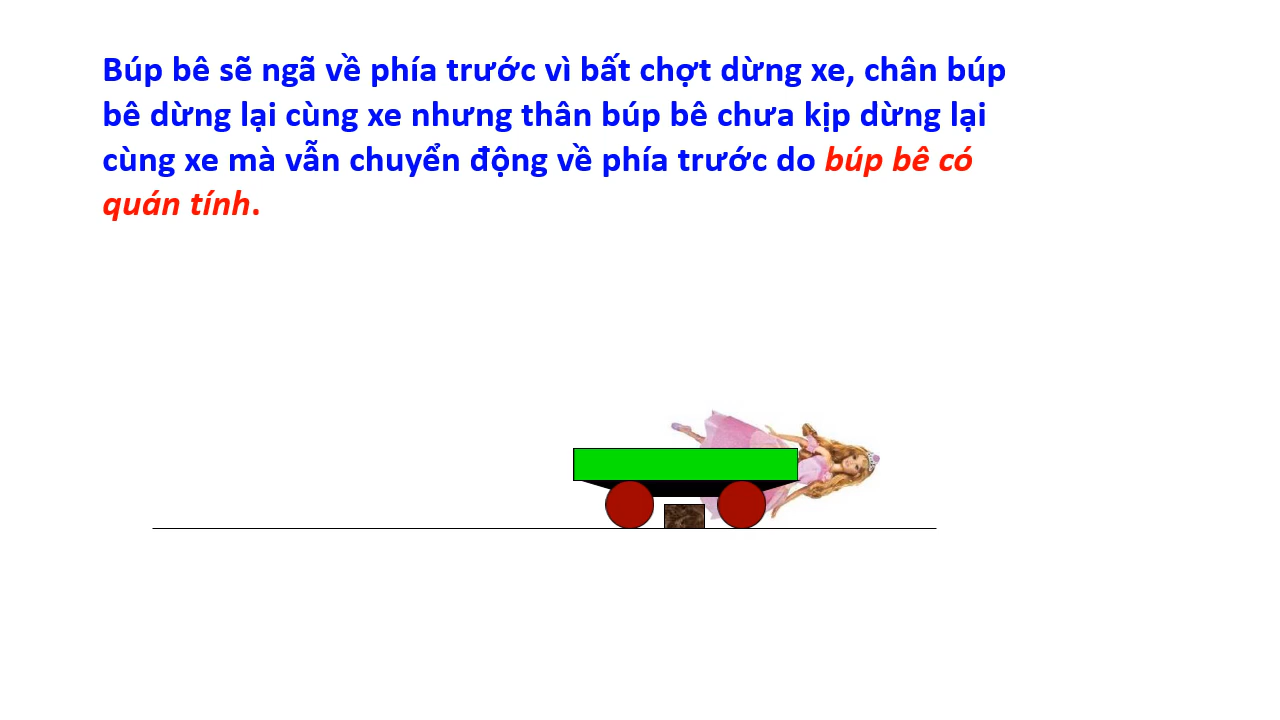 Búp bê sẽ ngã về phía trước vì bất chợt dừng xe, chân búp
bê dừng lại cùng xe nhưng thân búp bê chưa kịp dừng lại
cùng xe mà vẫn chuyển động về phía trước do búp bê có
quán tính.